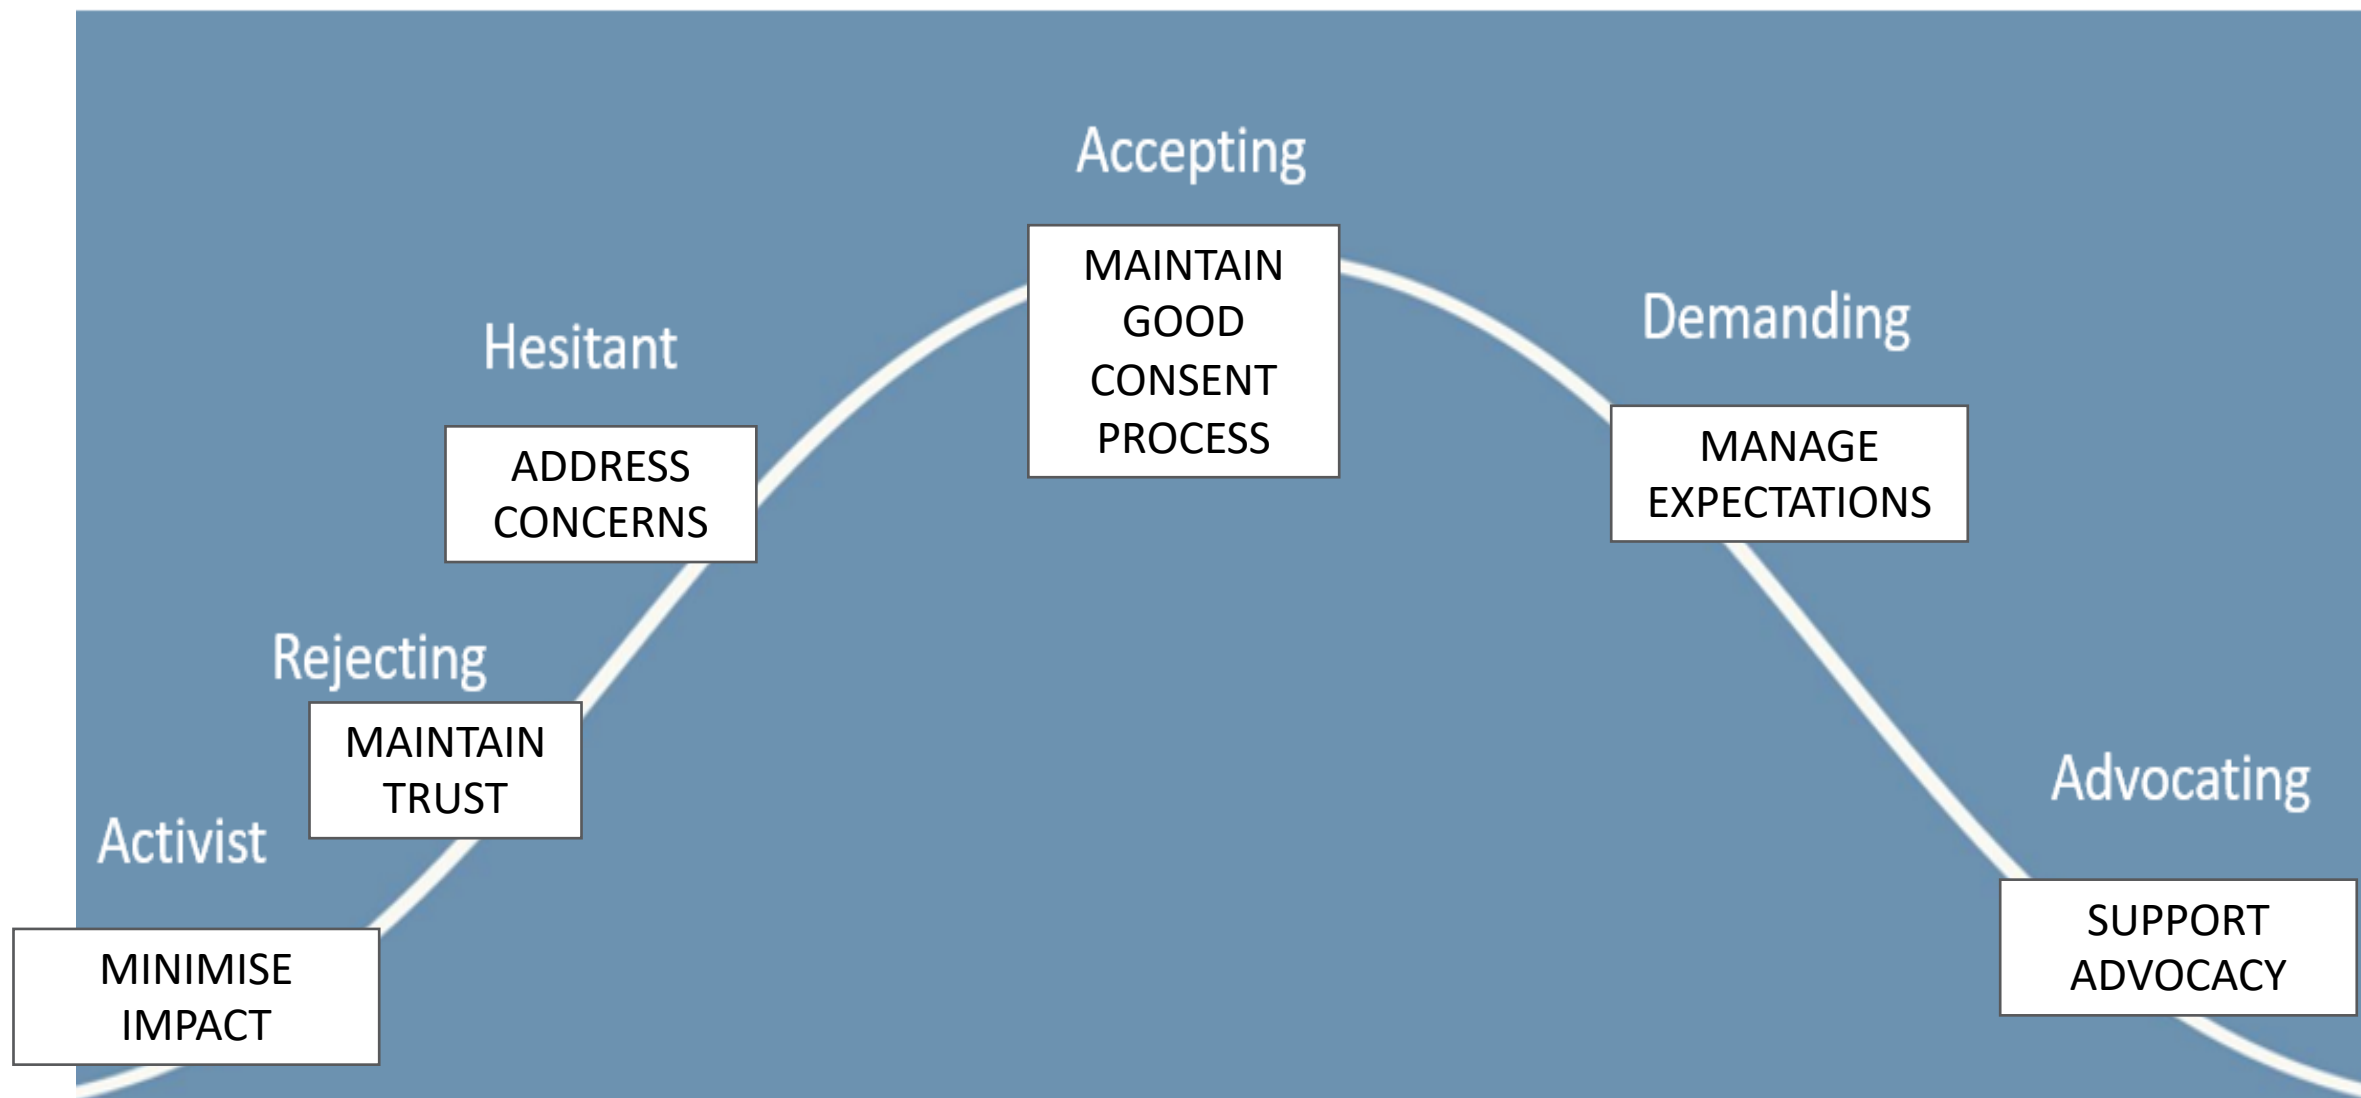 Accepting
MAINTAIN
GOOD
CONSENT
PROCESS
Demanding
MANAGE
EXPECTATIONS
Hesitant
ADDRESS
CONCERNS
Rejecting
MAINTAIN
TRUST
Advocating
SUPPORT
ADVOCACY
Activist
MINIMISE
IMPACT